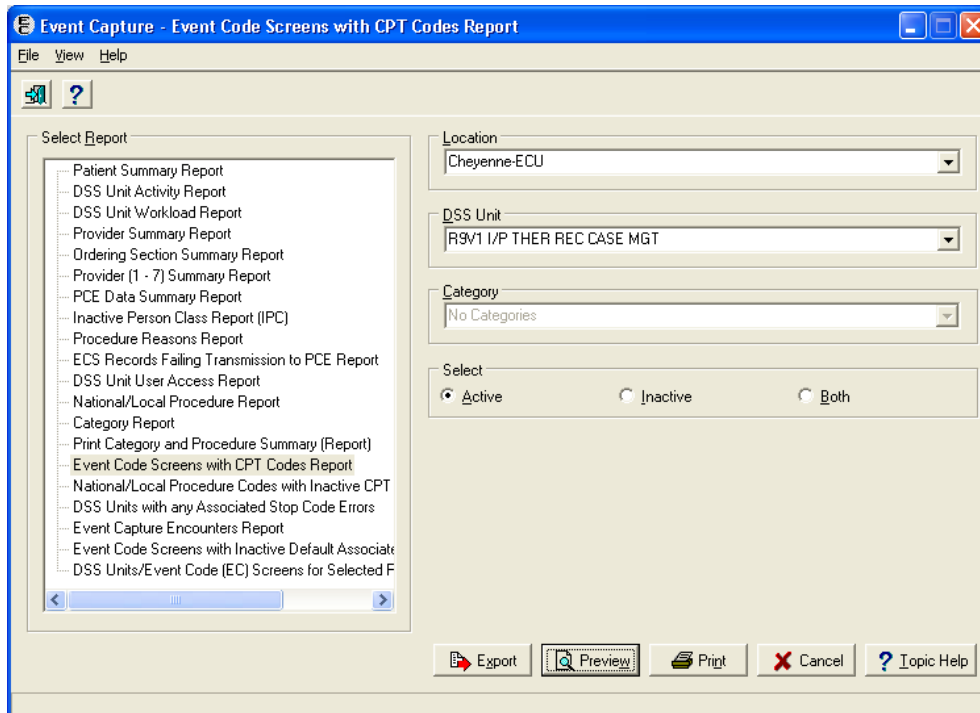 Event Capture - Event Code Screens with CPT Codes Report
File View Help
Select Report
Patient Summary Report
DSS Unit Activity Report
DSS Unit Workload Report
Provider Summary Report
Ordering Section Summary Report
Provider (1 - 7) Summary Report
PCE Data Summary Report
Inactive Person Class Report (IPC)
Procedure Reasons Report
ECS Records Failing Transmission to PCE Report
DSS Unit User Access Report
National/Local Procedure Report
Category Report
Print Category and Procedure Summary (Report)
Event Code Screens with CPT Codes Report
National/Local Procedure Codes with Inactive CPT
DSS Units with any Associated Stop Code Errors
Event Capture Encounters Report
Event Code Screens with Inactive Default Associate
DSS Units/Event Code (EC) Screens for Selected F
Location
Cheyenne-ECU
DSS Unit
R9V1 I/P THER REC CASE MGT
Category
No Categories
Select
Active Inactive Both
Export Preview Print Cancel Topic Help